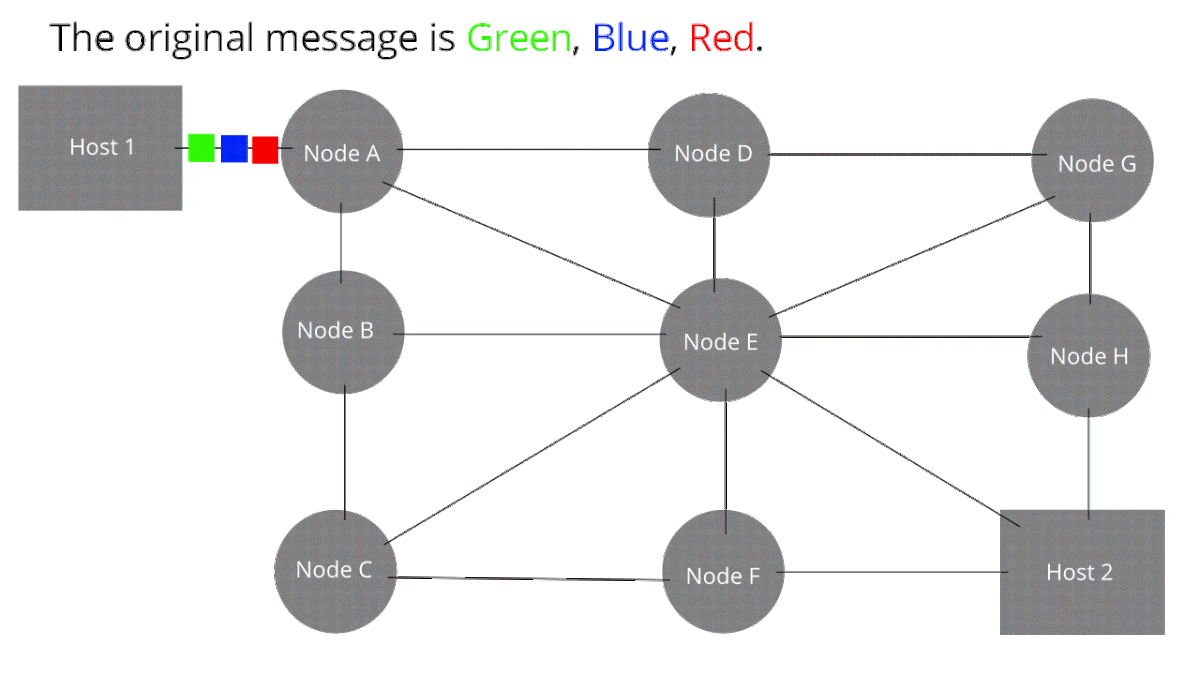 The original message is Green, Blue, Red.
Host 1
Node A
Node D
Node G
Node B
Node E
Node H
Node C
Node F
Host 2